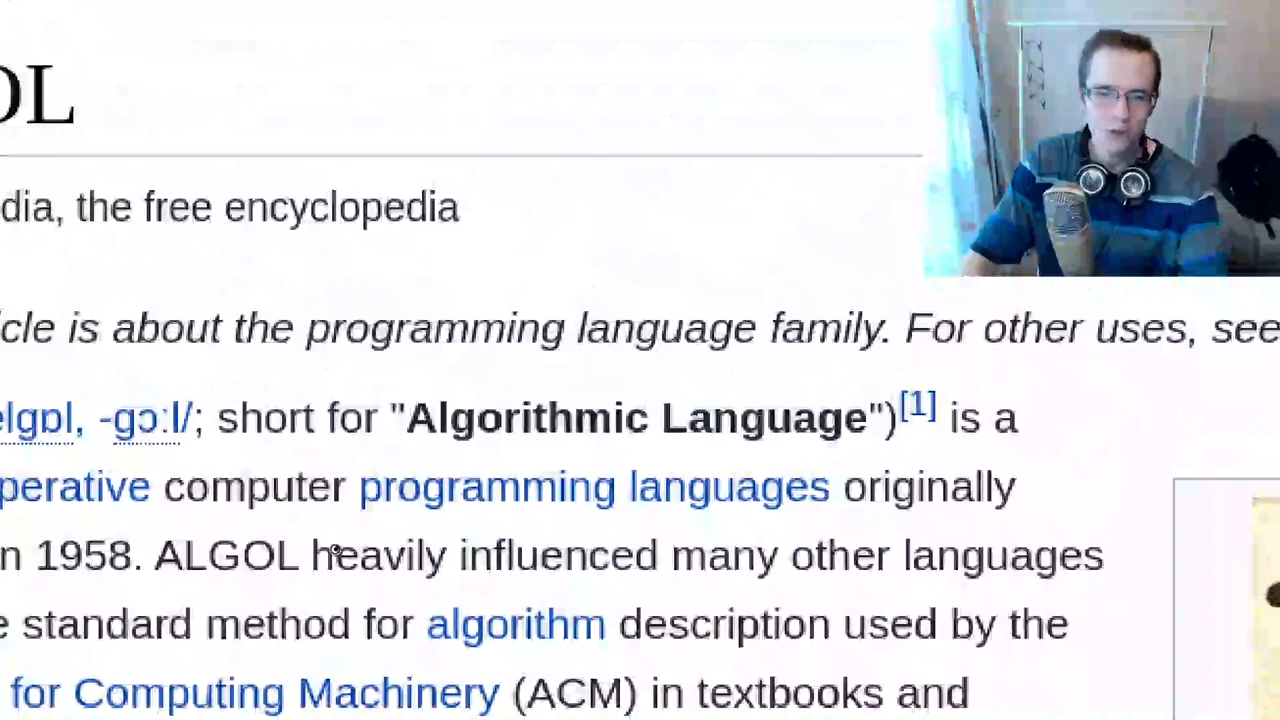 OL
dia, the free encyclopedia
cle is about the programming language family. For other uses, see
elɡɒl, -ɡɔːl/; short for "Algorithmic Language")[1] is a
perative computer programming languages originally
n 1958. ALGOL heavily influenced many other languages
e standard method for algorithm description used by the
for Computing Machinery (ACM) in textbooks and